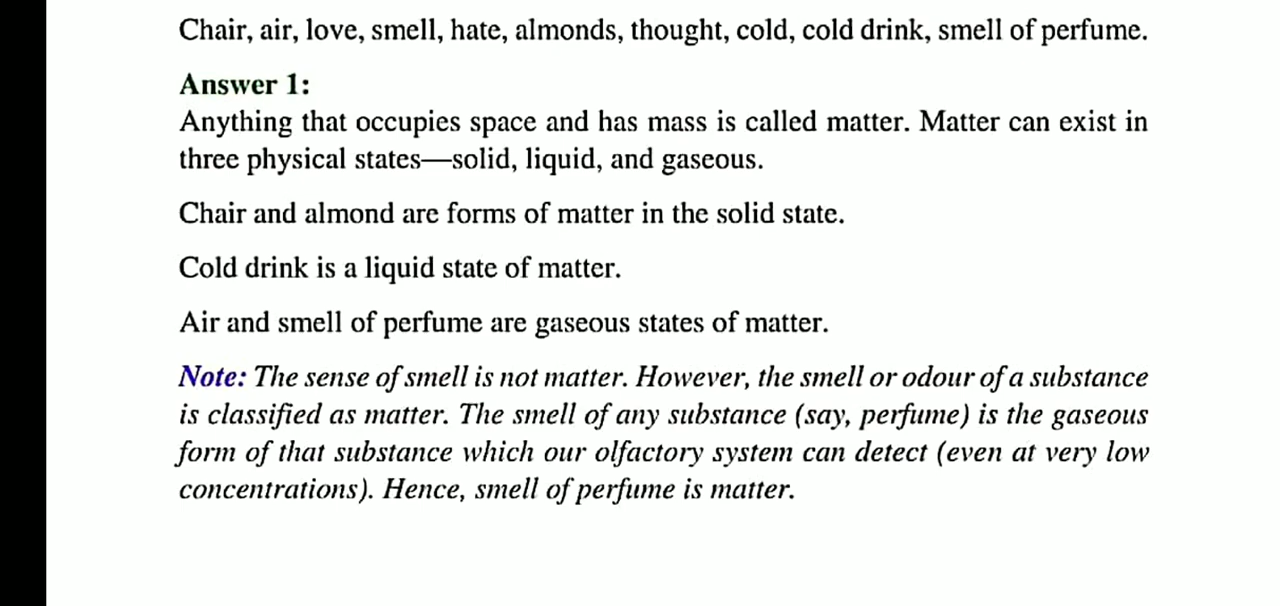 Chair, air, love, smell, hate, almonds, thought, cold, cold drink, smell of perfume.
Answer 1:
Anything that occupies space and has mass is called matter. Matter can exist in
three physical states—solid, liquid, and gaseous.
Chair and almond are forms of matter in the solid state.
Cold drink is a liquid state of matter.
Air and smell of perfume are gaseous states of matter.
Note: The sense of smell is not matter. However, the smell or odour of a substance
is classified as matter. The smell of any substance (say, perfume) is the gaseous
form of that substance which our olfactory system can detect (even at very low
concentrations). Hence, smell of perfume is matter.